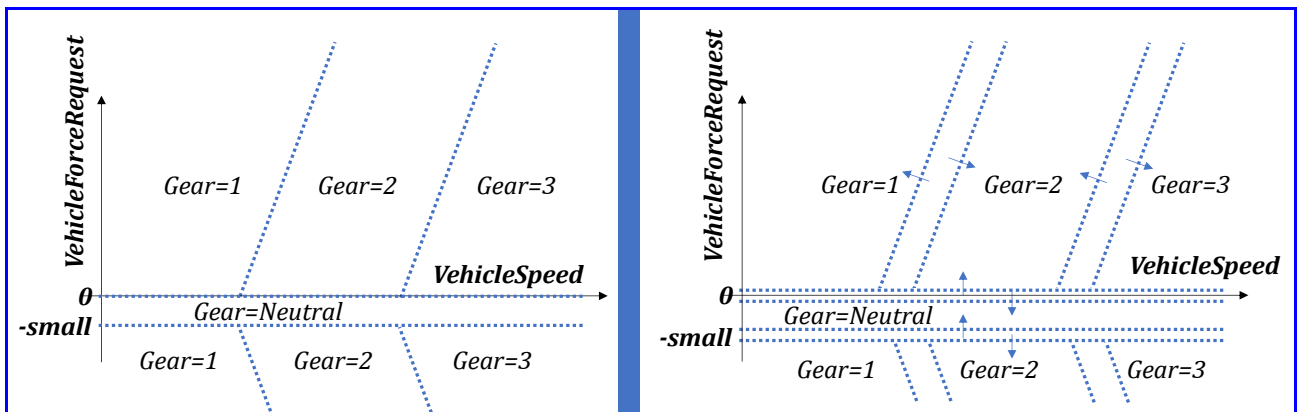 VehicleForceRequest
Gear=1
Gear=2
Gear=3
VehicleSpeed
0
Gear=Neutral
-small
Gear=1
Gear=2
Gear=3
VehicleForceRequest
Gear=1
Gear=2
Gear=3
VehicleSpeed
0
Gear=Neutral
-small
Gear=1
Gear=2
Gear=3